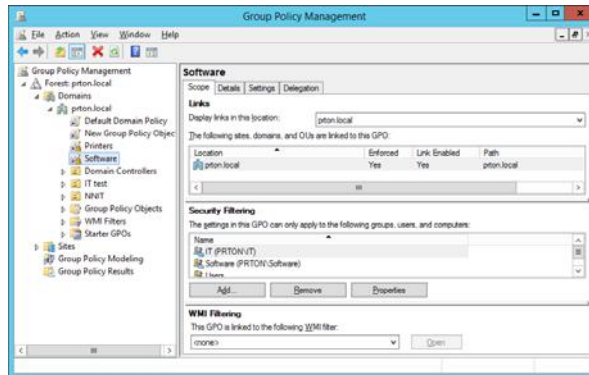 Group Policy Management
File Action View Window Help
Group Policy Management
Forest: prton.local
Domains
prton.local
Default Domain Policy
New Group Policy Objec
Printers
Software
Domain Controllers
IT test
NNIT
Group Policy Objects
WMI Filters
Starter GPOs
Sites
Group Policy Modeling
Group Policy Results
Software
Scope Details Settings Delegation
Links
Display links in this location: prton.local
The following sites, domains, and OUs are linked to this GPO:
Location Enforced Link Enabled Path
prton.local Yes Yes prton.local
Security Filtering
The settings in this GPO can only apply to the following groups, users, and computers:
Name
IT (PRTON\IT)
Software (PRTON\Software)
Users
Add... Remove Properties
WMI Filtering
This GPO is linked to the following WMI filter:
<none> Open